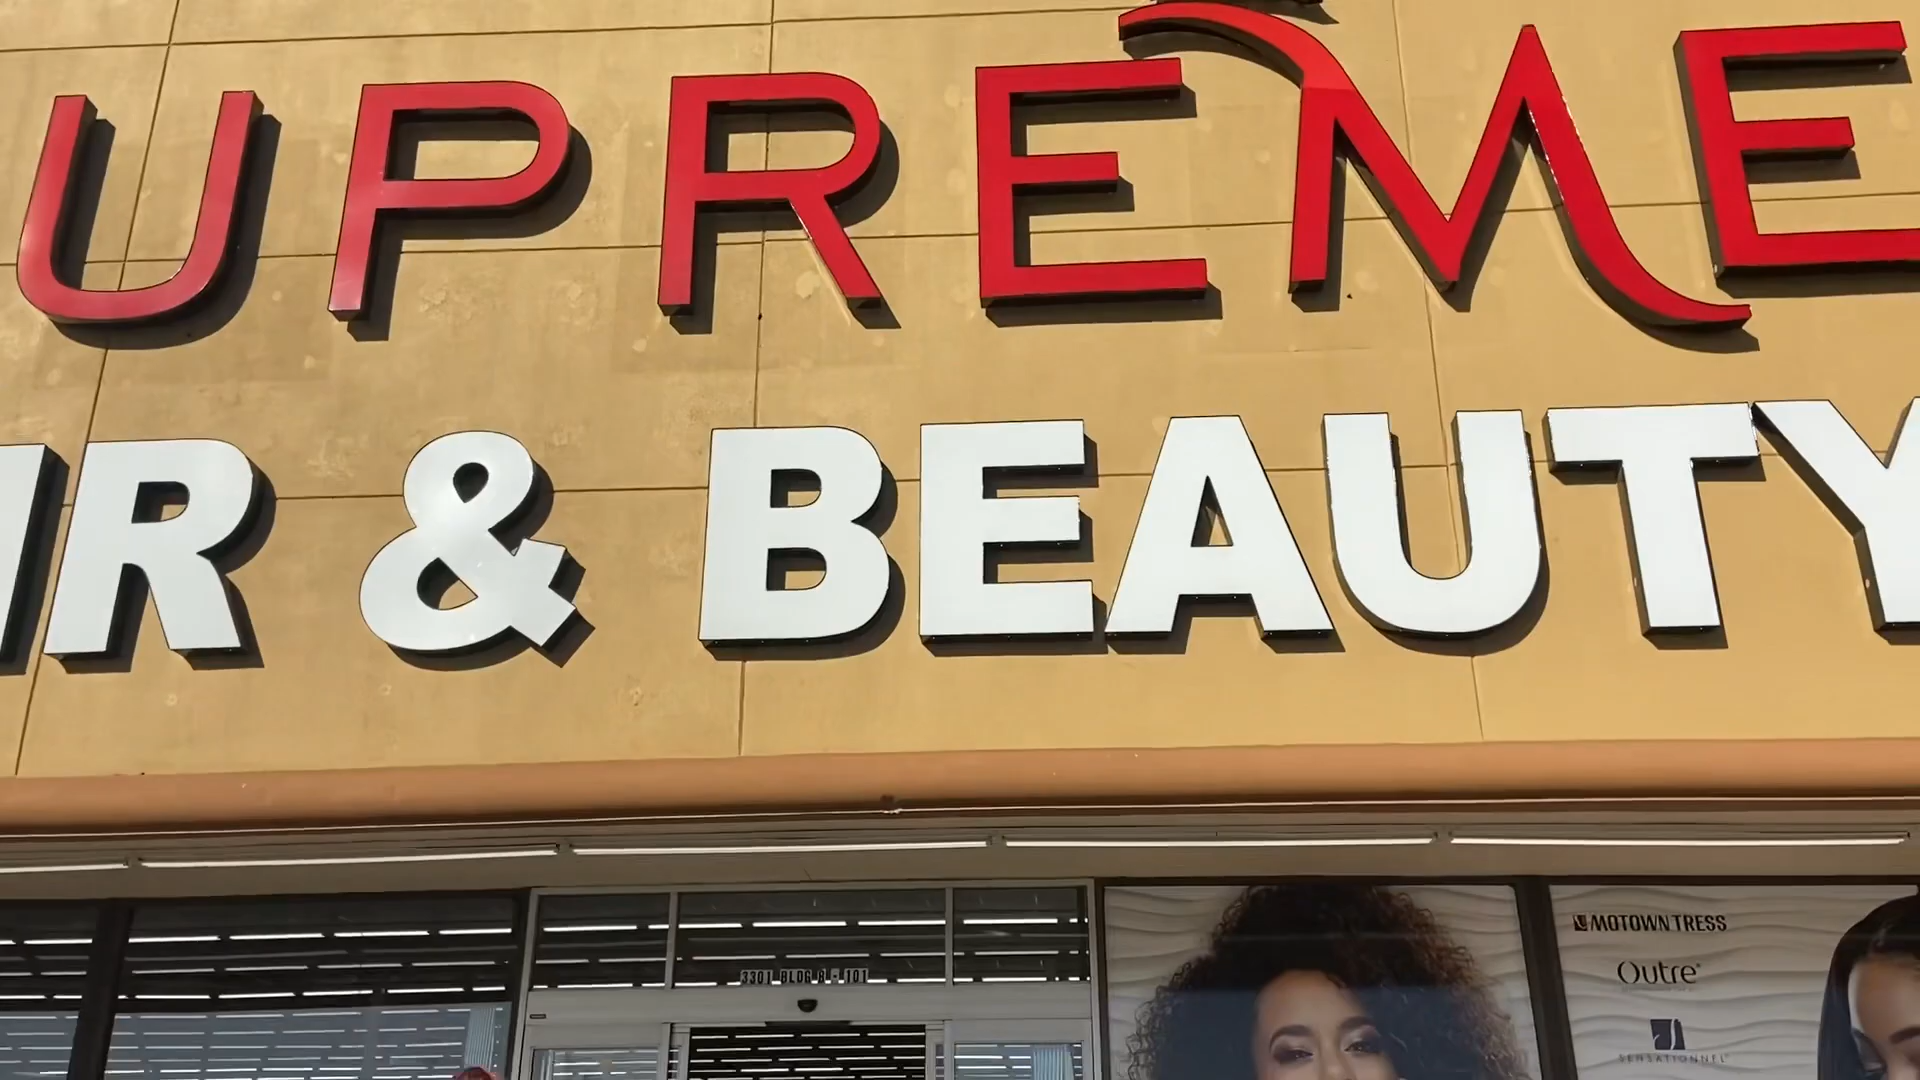 UPREME
IR & BEAUTY
3301 BLDG B - 101
MOTOWN TRESS
Outre
SENSATIONNEL